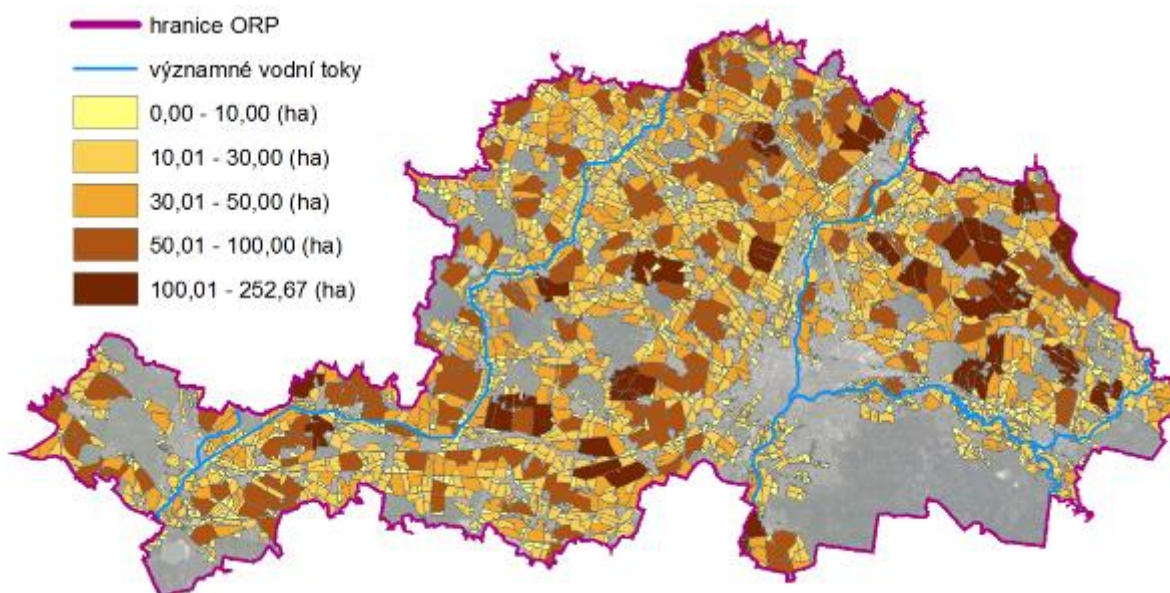 hranice ORP
významné vodní toky
0,00 - 10,00 (ha)
10,01 - 30,00 (ha)
30,01 - 50,00 (ha)
50,01 - 100,00 (ha)
100,01 - 252,67 (ha)